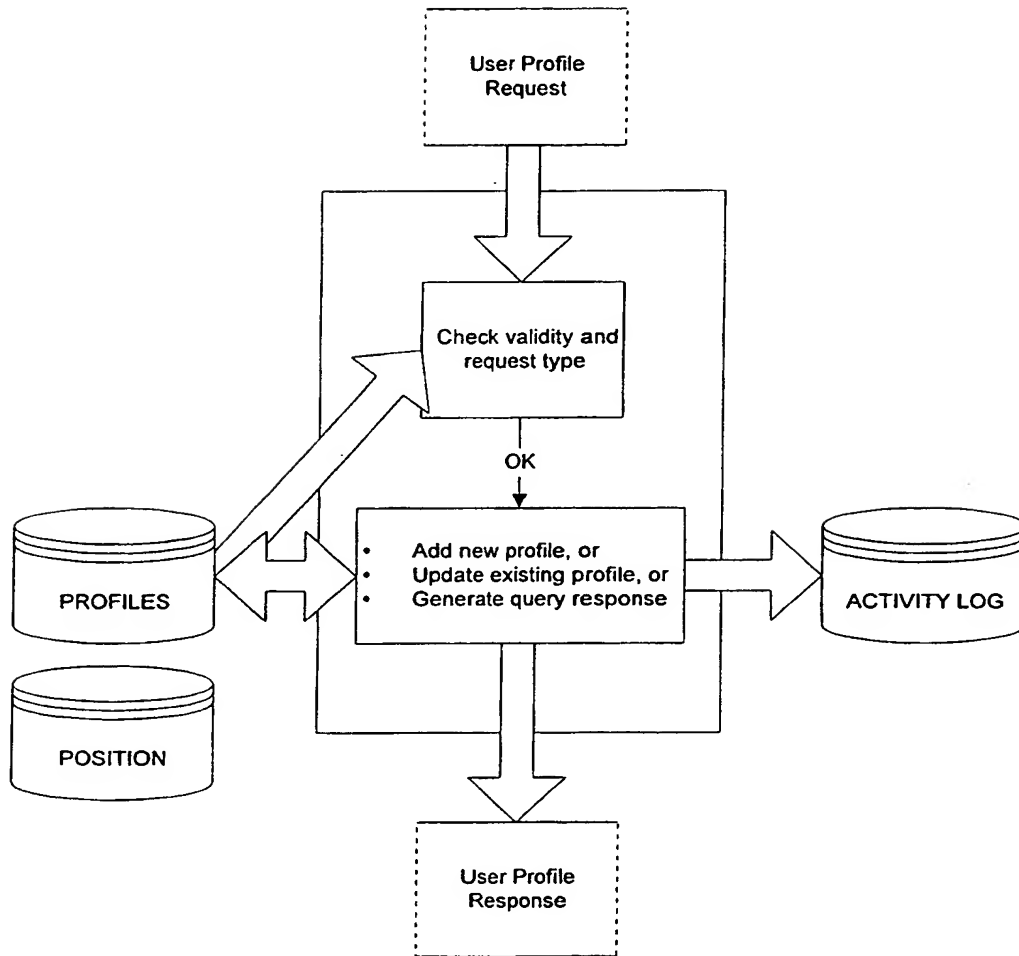 User Profile
Request
Check validity and
request type
OK
• Add new profile, or
• Update existing profile, or
• Generate query response
PROFILES
ACTIVITY LOG
POSITION
User Profile
Response